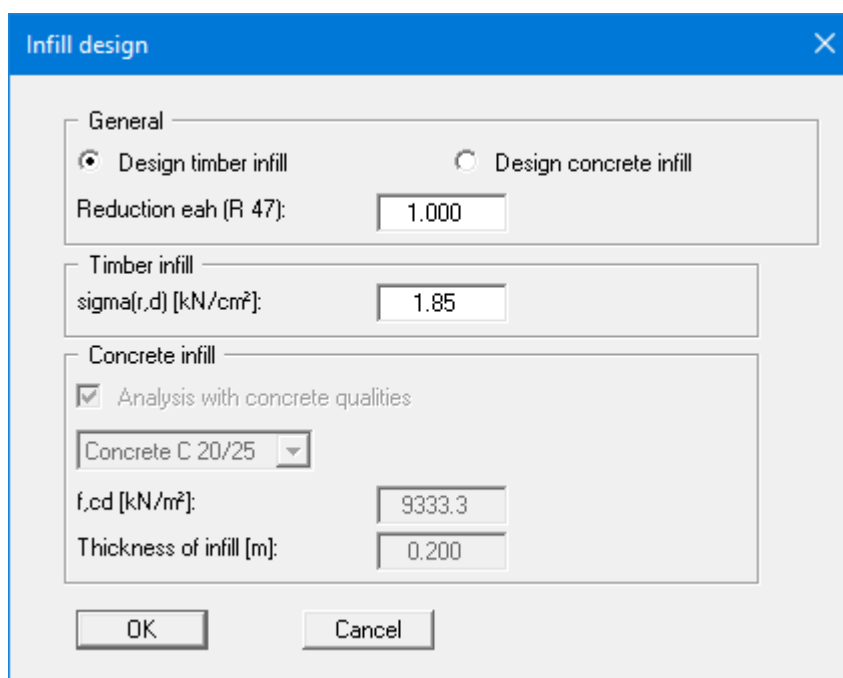 Infill design
General
Design timber infill Design concrete infill
Reduction eah (R 47): 1.000
Timber infill
sigma(r,d) [kN/cm²]: 1.85
Concrete infill
Analysis with concrete qualities
Concrete C 20/25
f,cd [kN/m²]: 9333.3
Thickness of infill [m]: 0.200
OK Cancel